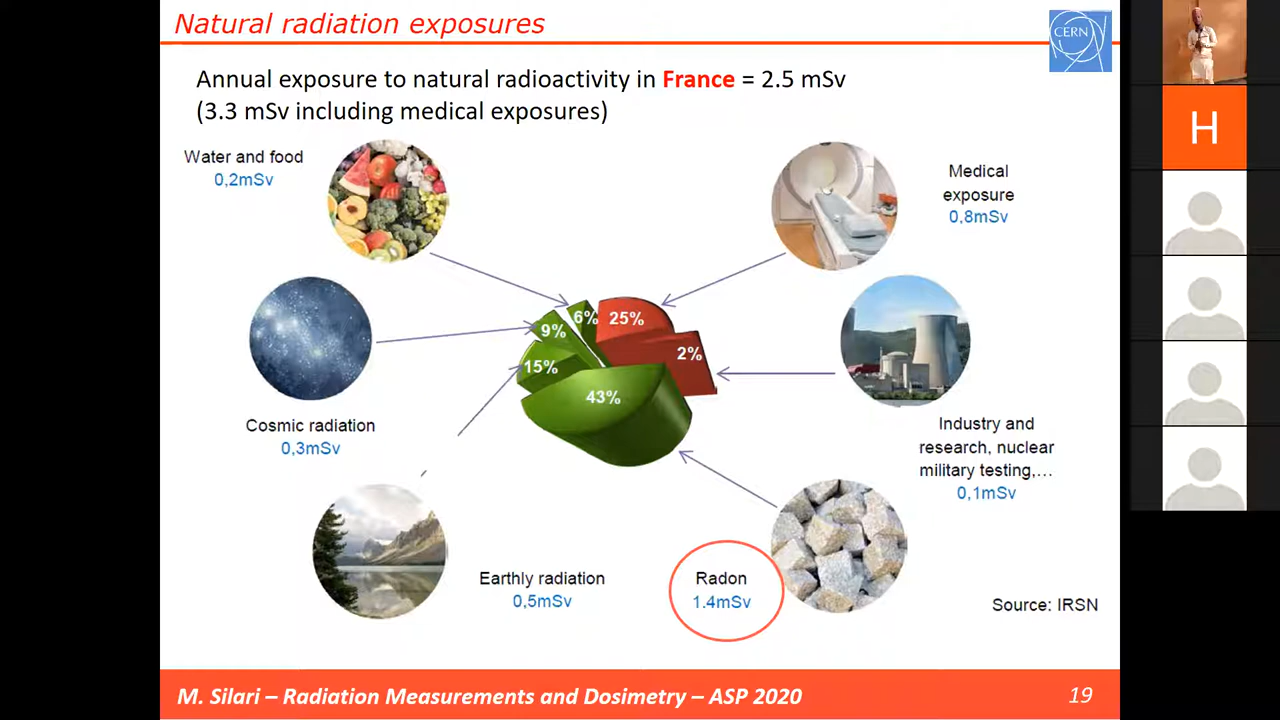 Natural radiation exposures
CERN
Annual exposure to natural radioactivity in France = 2.5 mSv
(3.3 mSv including medical exposures)
Water and food
0,2mSv
Medical
exposure
0,8mSv
H
6%
25%
9%
2%
15%
43%
Cosmic radiation
0,3mSv
Industry and
research, nuclear
military testing,...
0,1mSv
Earthly radiation
0,5mSv
Radon
1.4mSv
Source: IRSN
M. Silari – Radiation Measurements and Dosimetry – ASP 2020
19